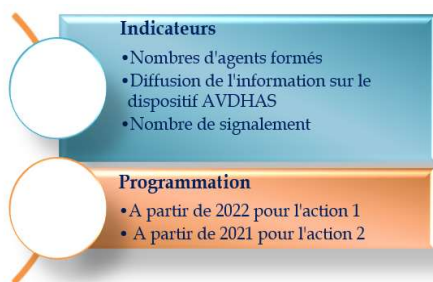 Indicateurs
•Nombres d'agents formés
•Diffusion de l'information sur le
dispositif AVDHAS
•Nombre de signalement
Programmation
•A partir de 2022 pour l'action 1
• A partir de 2021 pour l'action 2